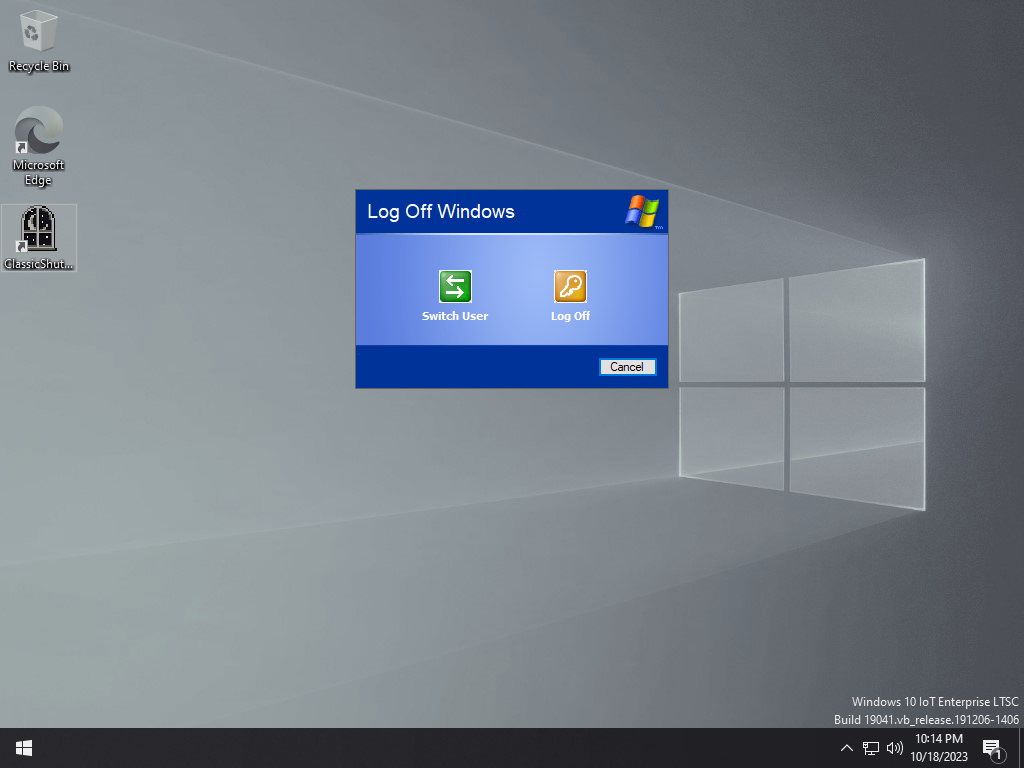 Recycle Bin
Microsoft
Edge
ClassicShut...
Log Off Windows
TM
Switch User
Log Off
Cancel
Windows 10 IoT Enterprise LTSC
Build 19041.vb_release.191206-1406
10:14 PM
10/18/2023
1